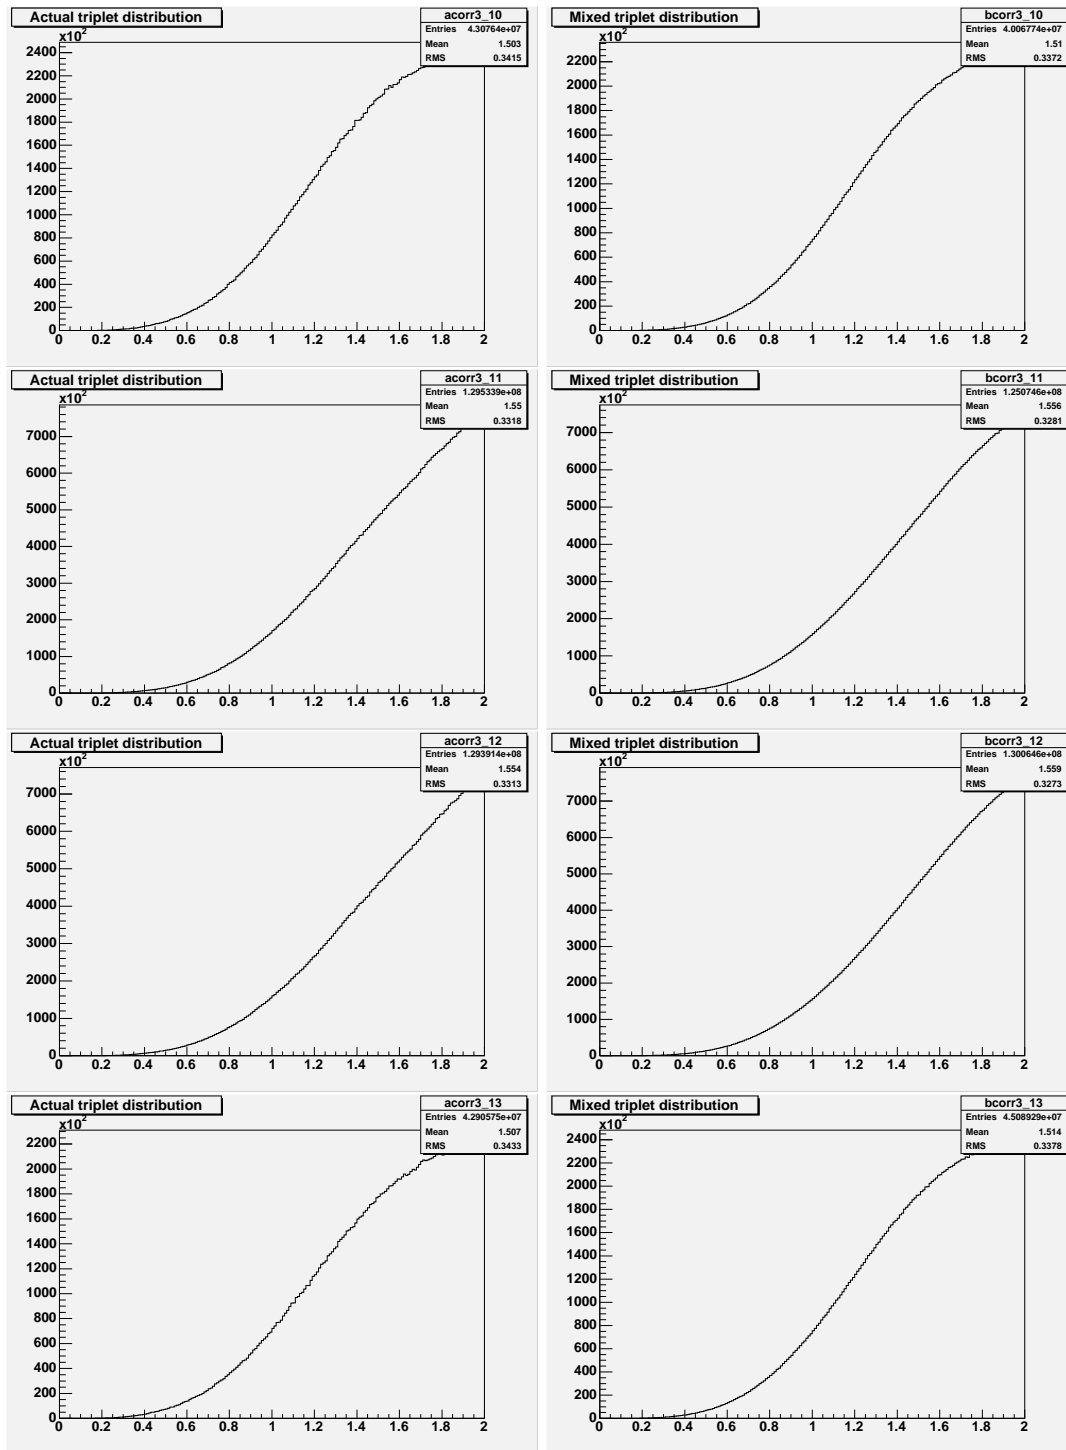 Actual triplet distribution
acorr3_10
Entries 4.30764e+07
Mean 1.503
RMS 0.3415
x10²
2400
2200
2000
1800
1600
1400
1200
1000
800
600
400
200
0
0 0.2 0.4 0.6 0.8 1 1.2 1.4 1.6 1.8 2
Mixed triplet distribution
bcorr3_10
Entries 4.006774e+07
Mean 1.51
RMS 0.3372
x10²
2200
2000
1800
1600
1400
1200
1000
800
600
400
200
0
0 0.2 0.4 0.6 0.8 1 1.2 1.4 1.6 1.8 2
Actual triplet distribution
acorr3_11
Entries 1.295339e+08
Mean 1.55
RMS 0.3318
x10²
7000
6000
5000
4000
3000
2000
1000
0
0 0.2 0.4 0.6 0.8 1 1.2 1.4 1.6 1.8 2
Mixed triplet distribution
bcorr3_11
Entries 1.250746e+08
Mean 1.556
RMS 0.3281
x10²
7000
6000
5000
4000
3000
2000
1000
0
0 0.2 0.4 0.6 0.8 1 1.2 1.4 1.6 1.8 2
Actual triplet distribution
acorr3_12
Entries 1.293914e+08
Mean 1.554
RMS 0.3313
x10²
7000
6000
5000
4000
3000
2000
1000
0
0 0.2 0.4 0.6 0.8 1 1.2 1.4 1.6 1.8 2
Mixed triplet distribution
bcorr3_12
Entries 1.300646e+08
Mean 1.559
RMS 0.3273
x10²
7000
6000
5000
4000
3000
2000
1000
0
0 0.2 0.4 0.6 0.8 1 1.2 1.4 1.6 1.8 2
Actual triplet distribution
acorr3_13
Entries 4.290575e+07
Mean 1.507
RMS 0.3433
x10²
2200
2000
1800
1600
1400
1200
1000
800
600
400
200
0
0 0.2 0.4 0.6 0.8 1 1.2 1.4 1.6 1.8 2
Mixed triplet distribution
bcorr3_13
Entries 4.508929e+07
Mean 1.514
RMS 0.3378
x10²
2400
2200
2000
1800
1600
1400
1200
1000
800
600
400
200
0
0 0.2 0.4 0.6 0.8 1 1.2 1.4 1.6 1.8 2